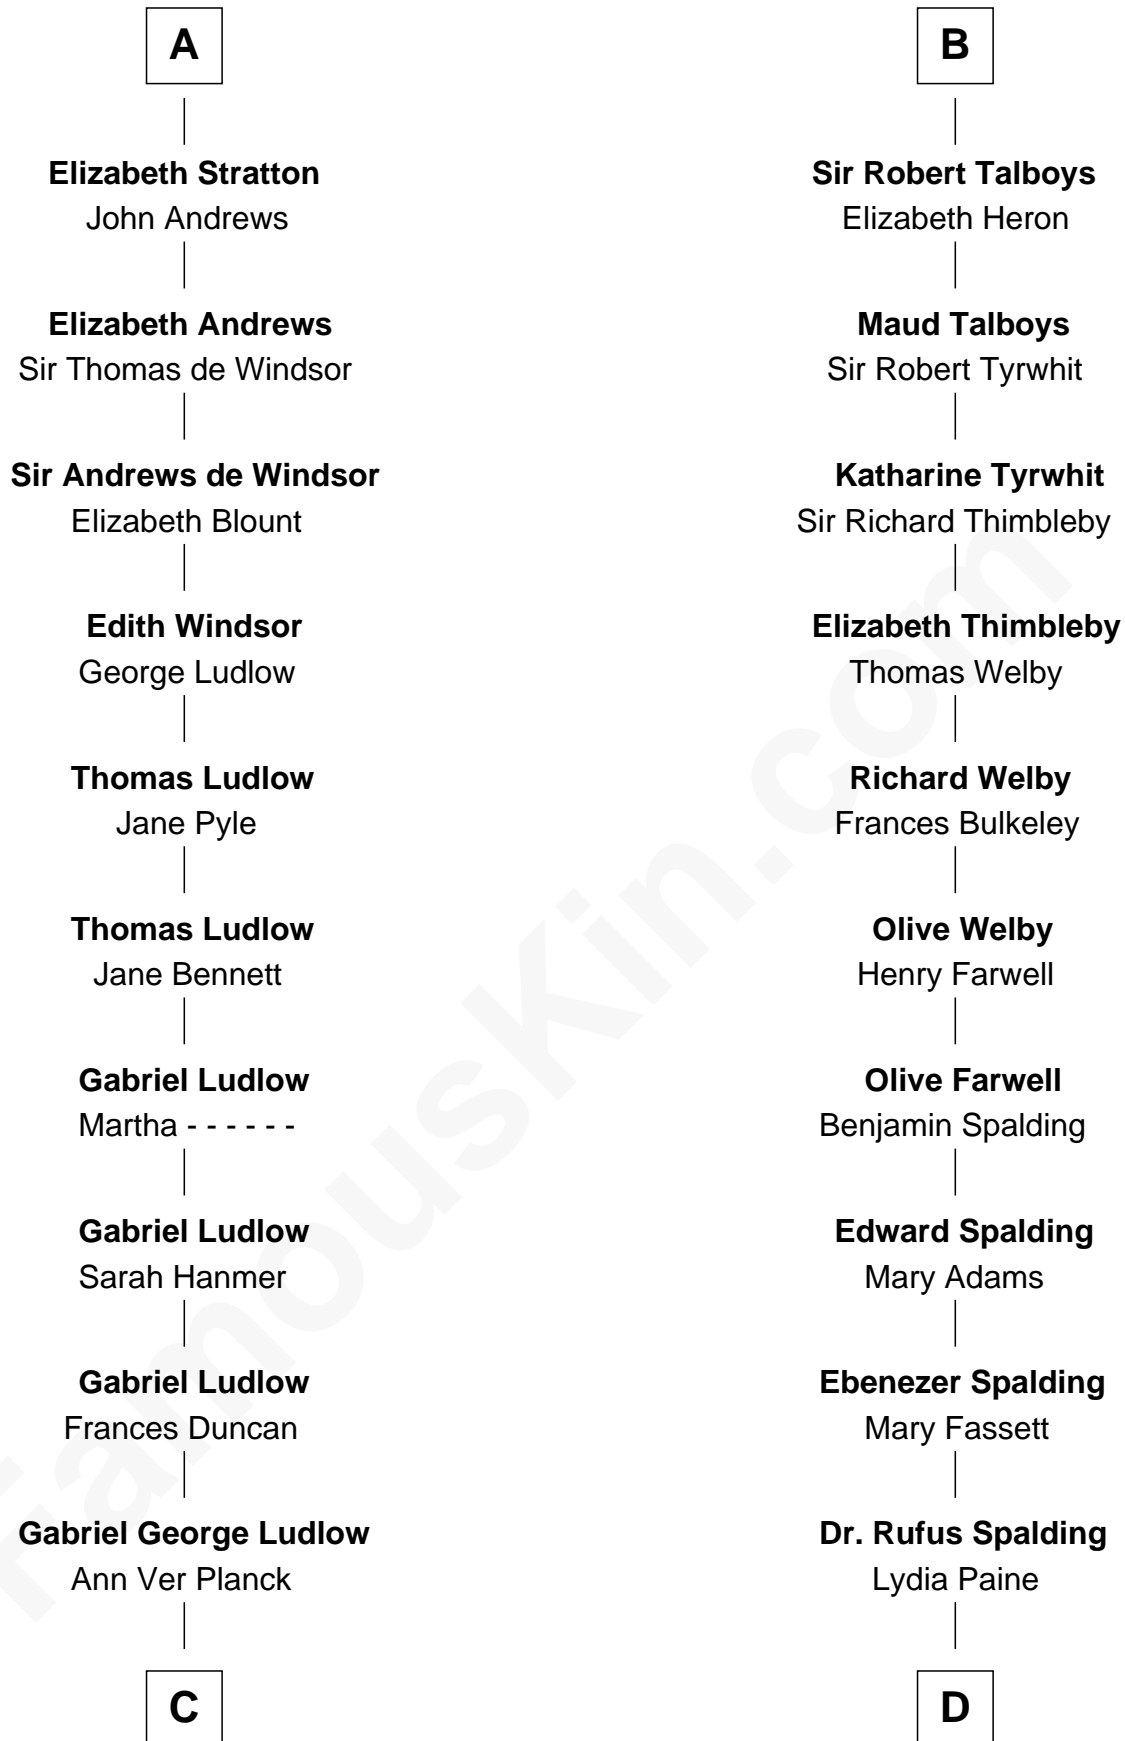 A
Elizabeth Stratton
John Andrews
Elizabeth Andrews
Sir Thomas de Windsor
Sir Andrews de Windsor
Elizabeth Blount
Edith Windsor
George Ludlow
Thomas Ludlow
Jane Pyle
Thomas Ludlow
Jane Bennett
Gabriel Ludlow
Martha - - - - - -
Gabriel Ludlow
Sarah Hanmer
Gabriel Ludlow
Frances Duncan
Gabriel George Ludlow
Ann Ver Planck
C
B
Sir Robert Talboys
Elizabeth Heron
Maud Talboys
Sir Robert Tyrwhit
Katharine Tyrwhit
Sir Richard Thimbleby
Elizabeth Thimbleby
Thomas Welby
Richard Welby
Frances Bulkeley
Olive Welby
Henry Farwell
Olive Farwell
Benjamin Spalding
Edward Spalding
Mary Adams
Ebenezer Spalding
Mary Fassett
Dr. Rufus Spalding
Lydia Paine
D
FamousKin.com